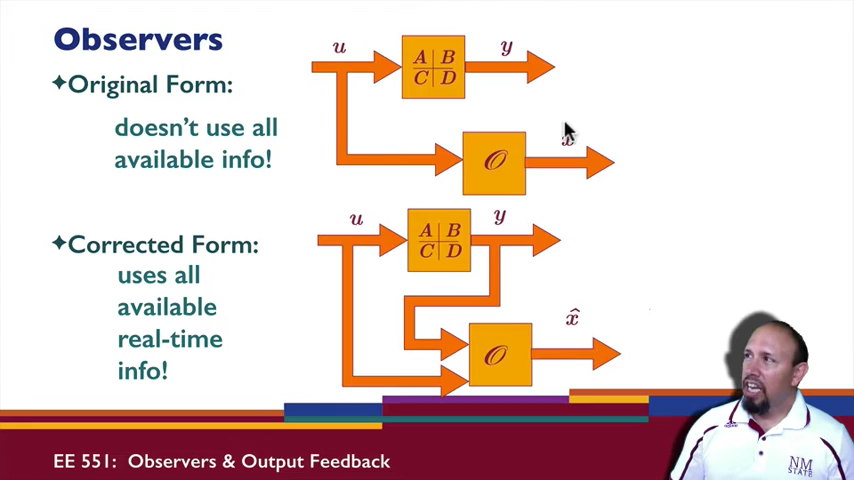 Observers
✦Original Form:
doesn't use all
available info!
u
y
A | B
C | D
𝒪
x̂
✦Corrected Form:
uses all
available
real-time
info!
u
y
A | B
C | D
𝒪
x̂
NM
STATE
EE 551: Observers & Output Feedback